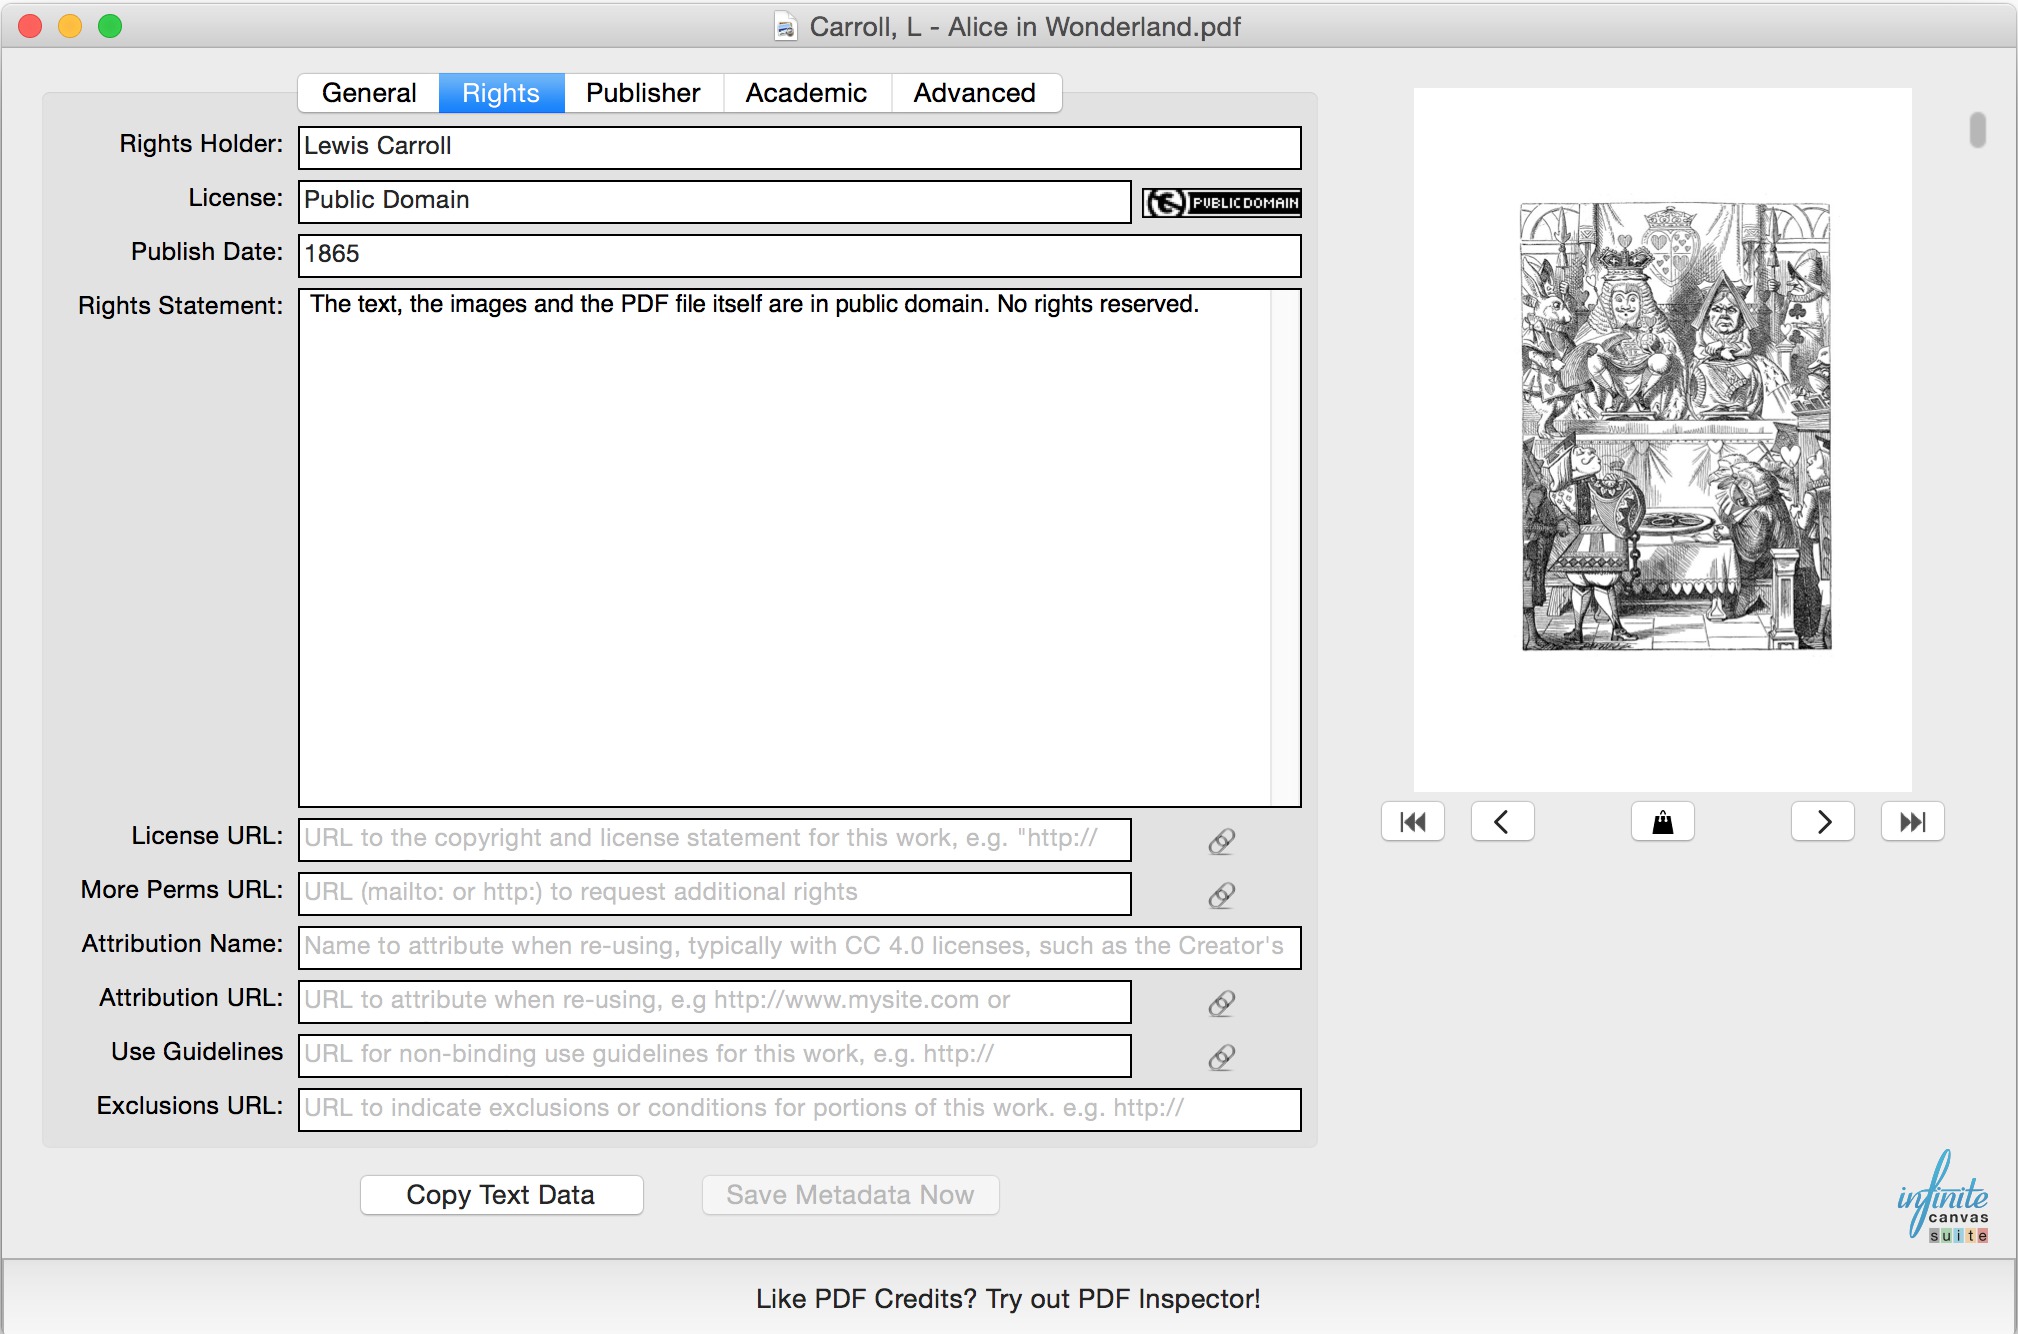 Carroll, L - Alice in Wonderland.pdf
General Rights Publisher Academic Advanced
Rights Holder: Lewis Carroll
License: Public Domain PUBLIC DOMAIN
Publish Date: 1865
Rights Statement: The text, the images and the PDF file itself are in public domain. No rights reserved.
License URL: URL to the copyright and license statement for this work, e.g. "http://
More Perms URL: URL (mailto: or http:) to request additional rights
Attribution Name: Name to attribute when re-using, typically with CC 4.0 licenses, such as the Creator's
Attribution URL: URL to attribute when re-using, e.g http://www.mysite.com or
Use Guidelines URL for non-binding use guidelines for this work, e.g. http://
Exclusions URL: URL to indicate exclusions or conditions for portions of this work. e.g. http://
Copy Text Data Save Metadata Now
infinite
canvas
suite
Like PDF Credits? Try out PDF Inspector!